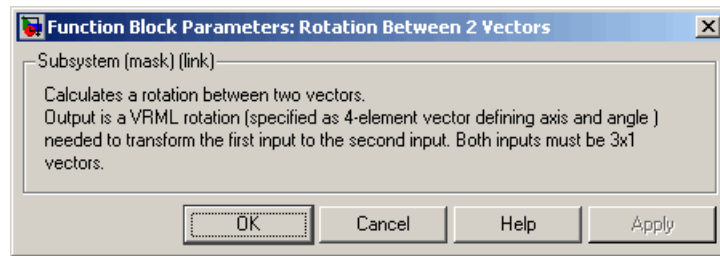 Function Block Parameters: Rotation Between 2 Vectors
Subsystem (mask) (link)
Calculates a rotation between two vectors.
Output is a VRML rotation (specified as 4-element vector defining axis and angle )
needed to transform the first input to the second input. Both inputs must be 3x1
vectors.
OK Cancel Help Apply